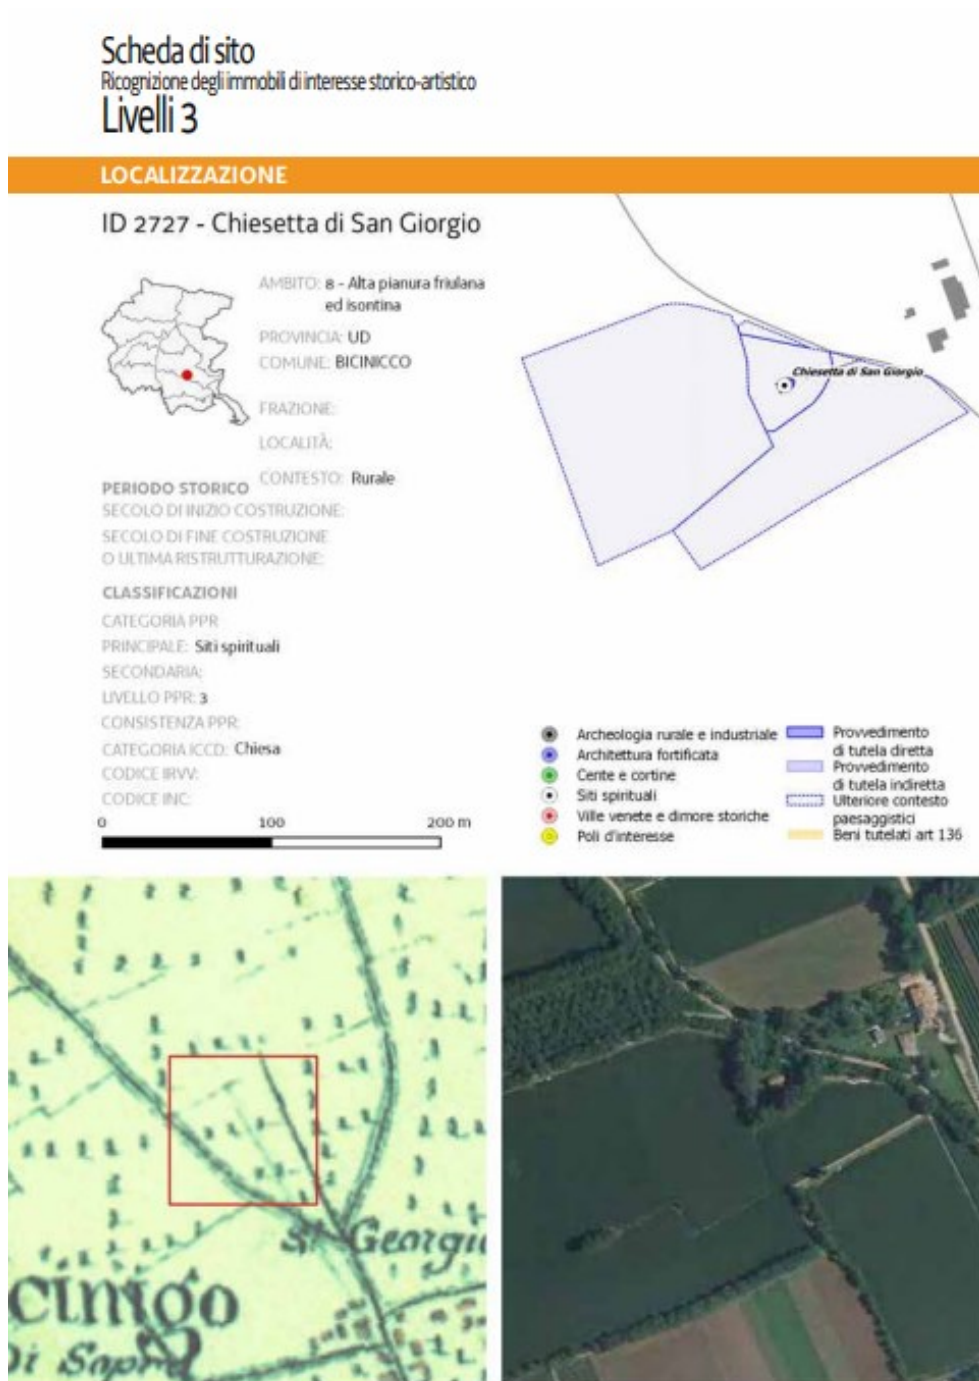 Scheda di sito
Ricognizione degli immobili di interesse storico-artistico
Livelli 3
LOCALIZZAZIONE
ID 2727 - Chiesetta di San Giorgio
AMBITO: 8 - Alta pianura friulana
ed isontina
PROVINCIA: UD
COMUNE: BICINICCO
FRAZIONE:
LOCALITÀ:
CONTESTO: Rurale
PERIODO STORICO
SECOLO DI INIZIO COSTRUZIONE:
SECOLO DI FINE COSTRUZIONE
O ULTIMA RISTRUTTURAZIONE:
CLASSIFICAZIONI
CATEGORIA PPR
PRINCIPALE: Siti spirituali
SECONDARIA:
LIVELLO PPR: 3
CONSISTENZA PPR:
CATEGORIA ICCD: Chiesa
CODICE IRVV:
CODICE INC:
0 100 200 m
Chiesetta di San Giorgio
Archeologia rurale e industriale
Architettura fortificata
Cente e cortine
Siti spirituali
Ville venete e dimore storiche
Poli d'interesse
Provvedimento
di tutela diretta
Provvedimento
di tutela indiretta
Ulteriore contesto
paesaggistici
Beni tutelati art 136
St Georgio
cinigo
Di Sopra